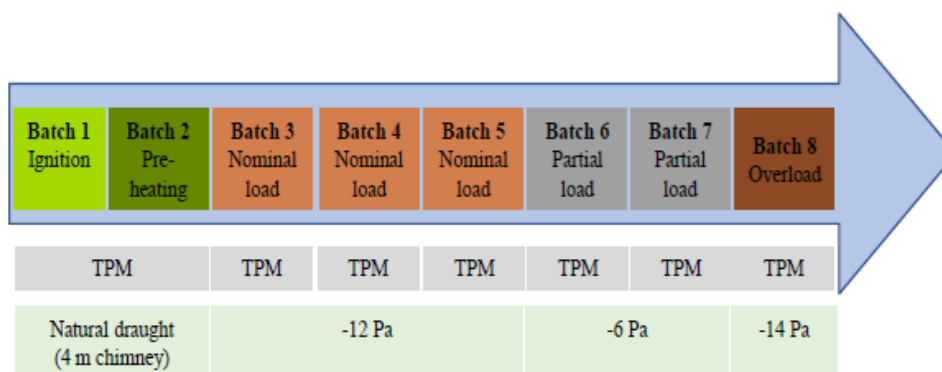 Batch 1
Ignition
Batch 2
Pre-
heating
Batch 3
Nominal
load
Batch 4
Nominal
load
Batch 5
Nominal
load
Batch 6
Partial
load
Batch 7
Partial
load
Batch 8
Overload
TPM TPM TPM TPM TPM TPM TPM
Natural draught
(4 m chimney)
-12 Pa
-6 Pa
-14 Pa